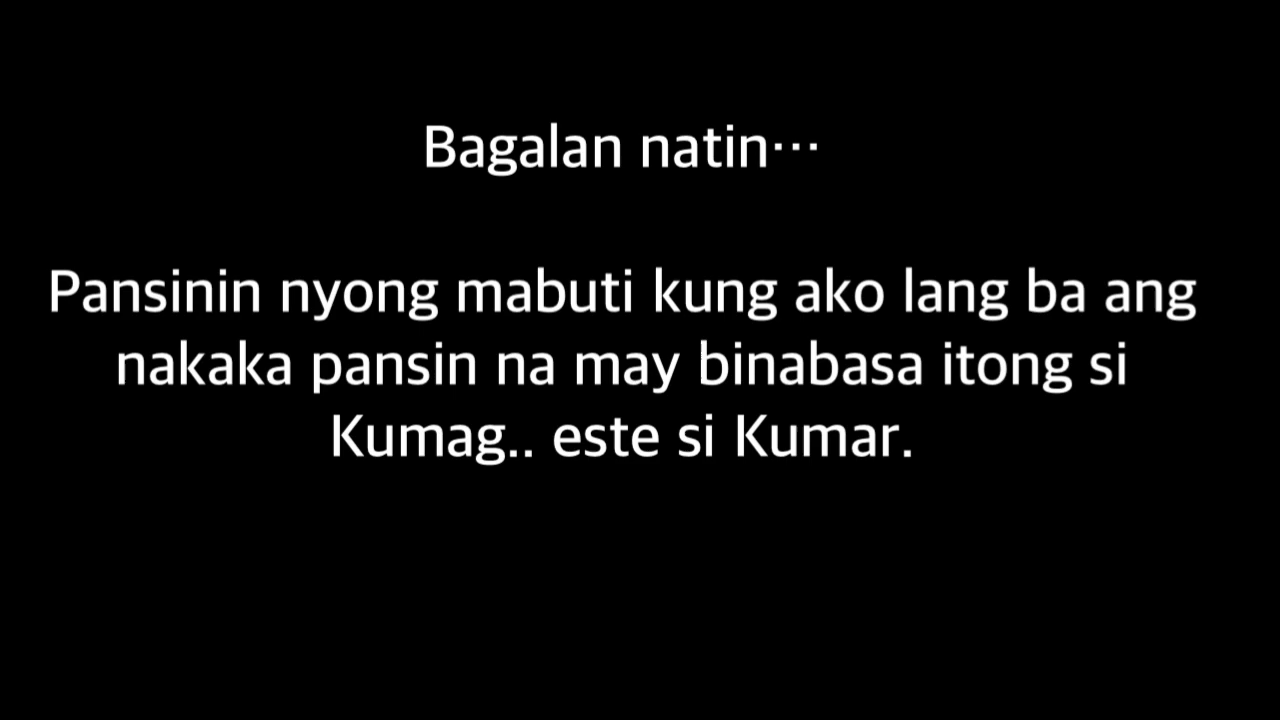 Bagalan natin…
Pansinin nyong mabuti kung ako lang ba ang
nakaka pansin na may binabasa itong si
Kumag.. este si Kumar.